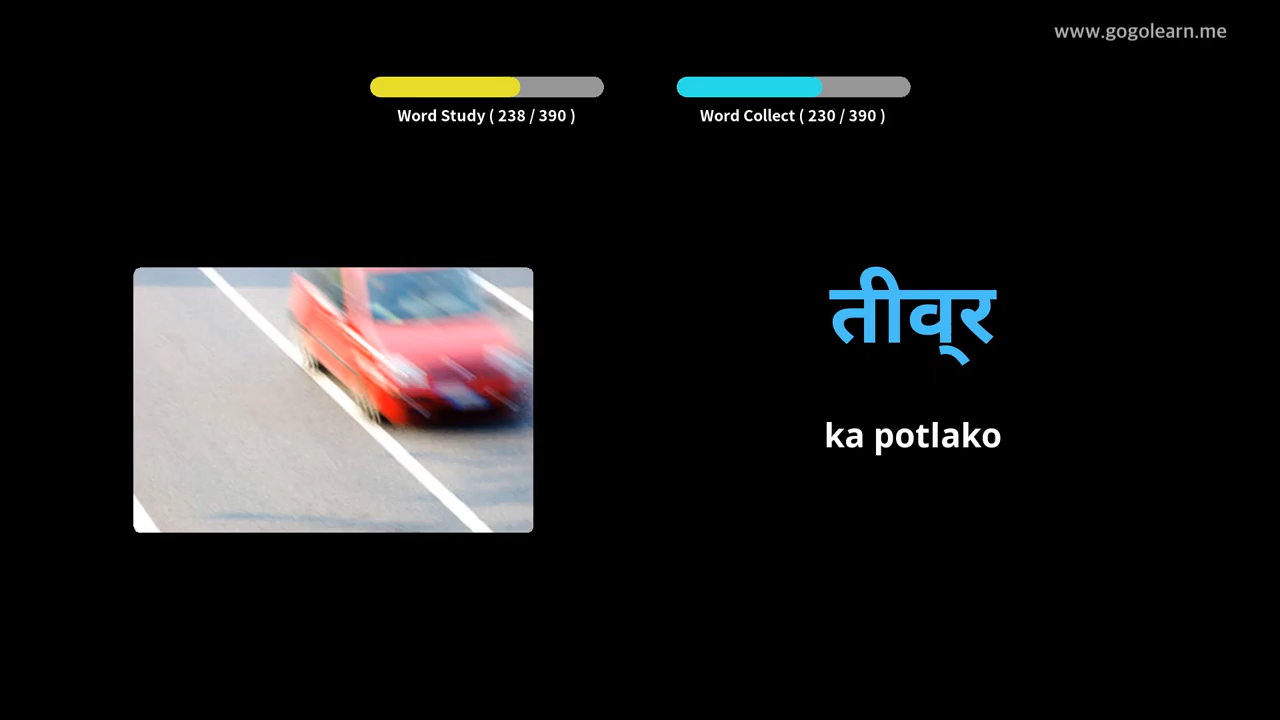 www.gogolearn.me
Word Study ( 238 / 390 )
Word Collect ( 230 / 390 )
तीव्‌र
ka potlako